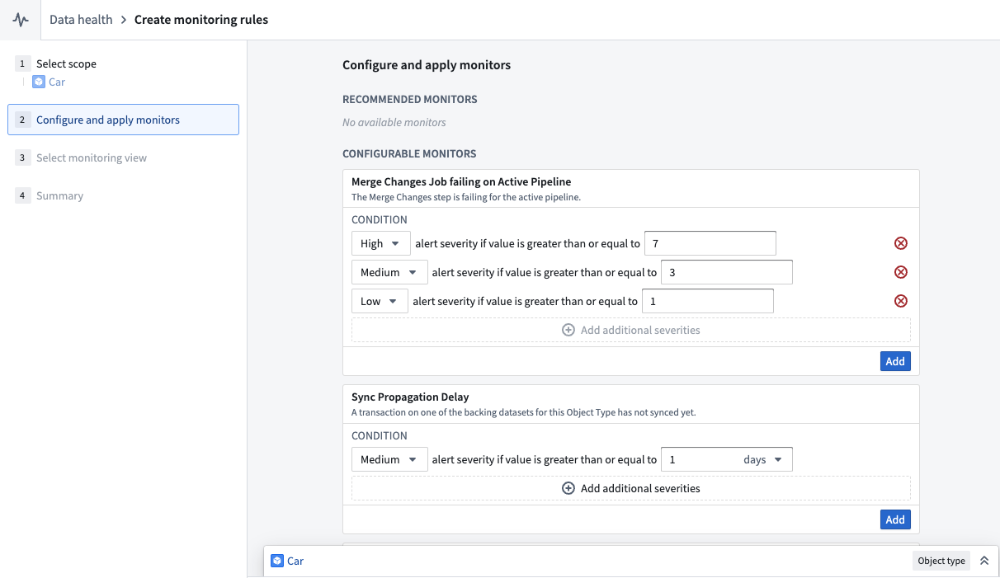 Data health > Create monitoring rules
1 Select scope
Car
2 Configure and apply monitors
3 Select monitoring view
4 Summary
Configure and apply monitors
RECOMMENDED MONITORS
No available monitors
CONFIGURABLE MONITORS
Merge Changes Job failing on Active Pipeline
The Merge Changes step is failing for the active pipeline.
CONDITION
High alert severity if value is greater than or equal to 7
Medium alert severity if value is greater than or equal to 3
Low alert severity if value is greater than or equal to 1
Add additional severities
Add
Sync Propagation Delay
A transaction on one of the backing datasets for this Object Type has not synced yet.
CONDITION
Medium alert severity if value is greater than or equal to 1 days
Add additional severities
Add
Car Object type